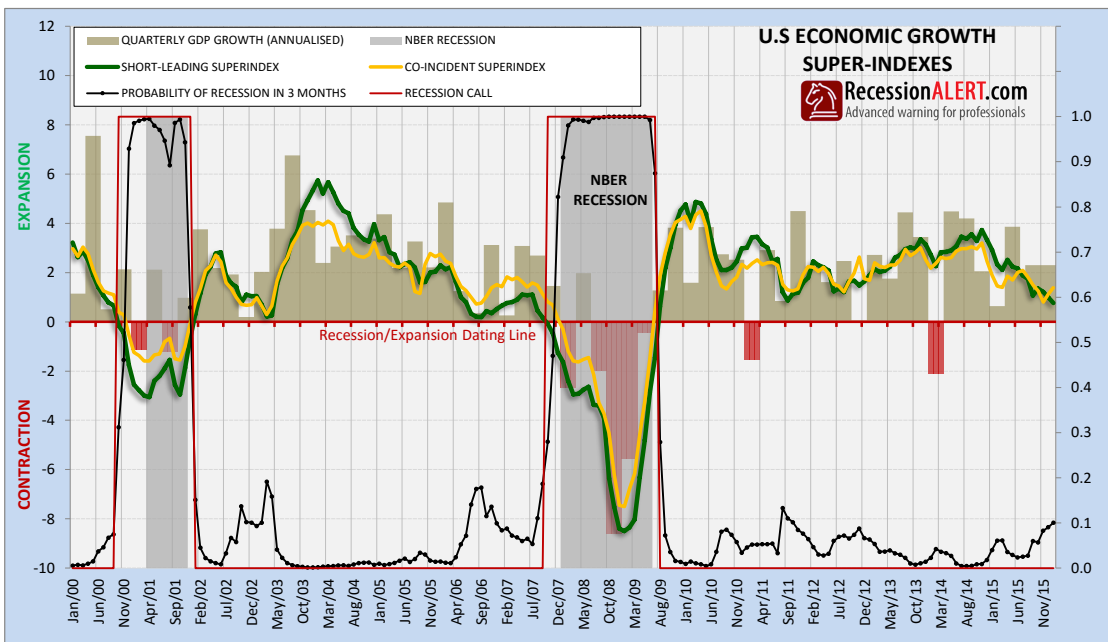 U.S ECONOMIC GROWTH
SUPER-INDEXES
RecessionALERT.com
Advanced warning for professionals
QUARTERLY GDP GROWTH (ANNUALISED)
NBER RECESSION
SHORT-LEADING SUPERINDEX
CO-INCIDENT SUPERINDEX
PROBABILITY OF RECESSION IN 3 MONTHS
RECESSION CALL
EXPANSION
CONTRACTION
12
10
8
6
4
2
0
-2
-4
-6
-8
-10
NBER
RECESSION
Recession/Expansion Dating Line
1.0
0.9
0.8
0.7
0.6
0.5
0.4
0.3
0.2
0.1
0.0
Jan/00
Jun/00
Nov/00
Apr/01
Sep/01
Feb/02
Jul/02
Dec/02
May/03
Oct/03
Mar/04
Aug/04
Jan/05
Jun/05
Nov/05
Apr/06
Sep/06
Feb/07
Jul/07
Dec/07
May/08
Oct/08
Mar/09
Aug/09
Jan/10
Jun/10
Nov/10
Apr/11
Sep/11
Feb/12
Jul/12
Dec/12
May/13
Oct/13
Mar/14
Aug/14
Jan/15
Jun/15
Nov/15